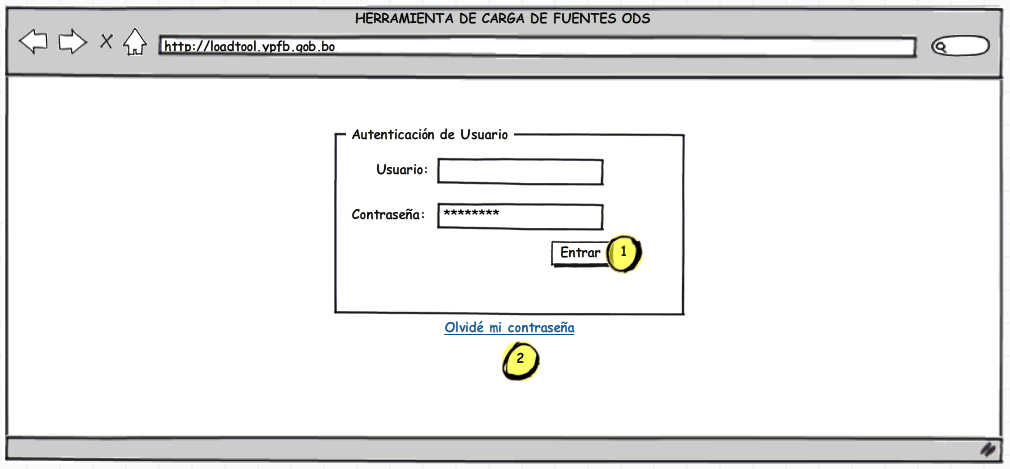 HERRAMIENTA DE CARGA DE FUENTES ODS
http://loadtool.ypfb.gob.bo
Autenticación de Usuario
Usuario:
Contraseña: ********
Entrar 1
Olvidé mi contraseña
2